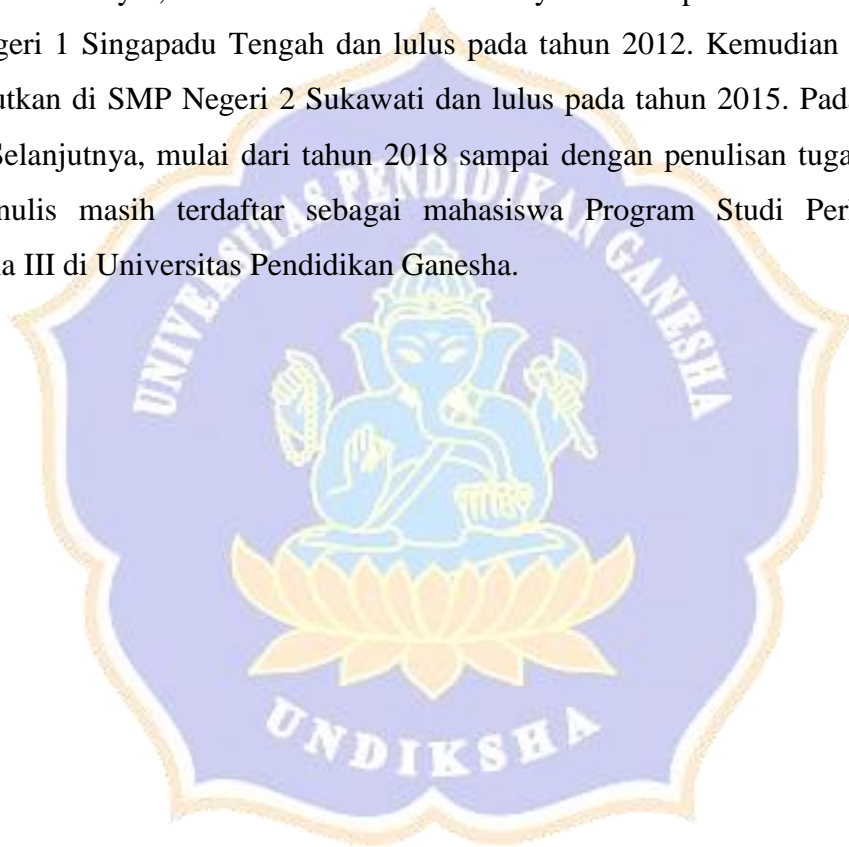 geri 1 Singapadu Tengah dan lulus pada tahun 2012. Kemudian
utkan di SMP Negeri 2 Sukawati dan lulus pada tahun 2015. Pada
Selanjutnya, mulai dari tahun 2018 sampai dengan penulisan tuga
nulis masih terdaftar sebagai mahasiswa Program Studi Per
a III di Universitas Pendidikan Ganesha.
UNIVERSITAS PENDIDIKAN GANESHA
UNDIKSHA